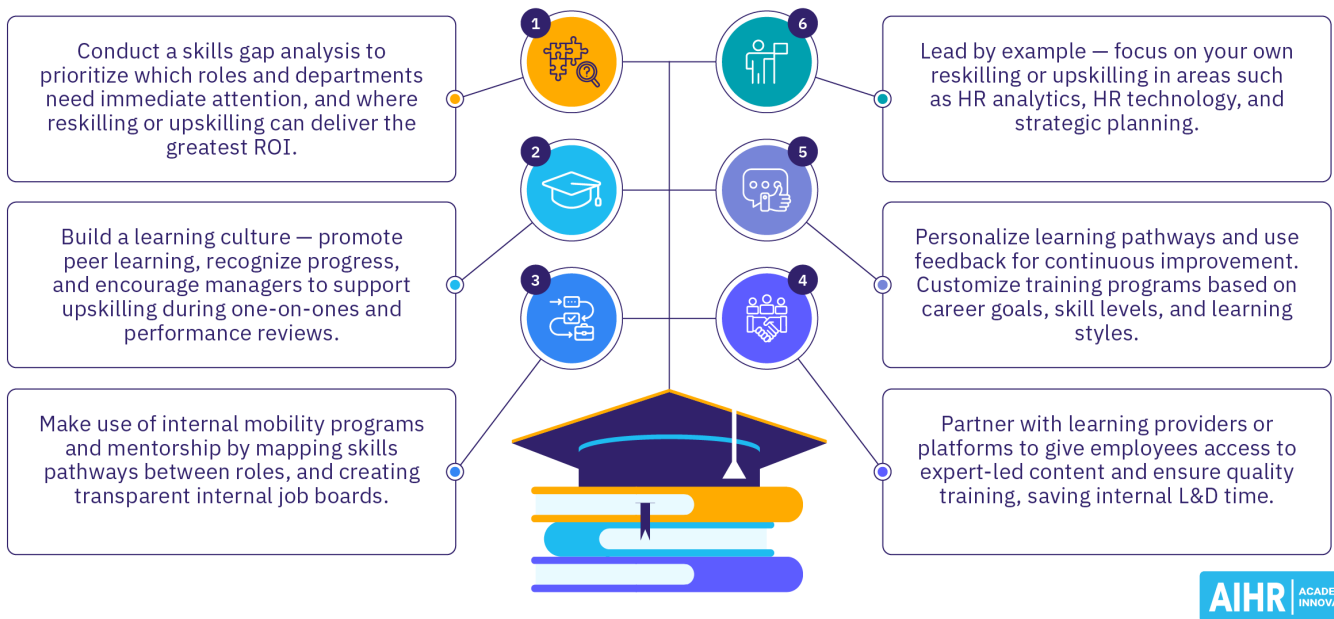 1
Conduct a skills gap analysis to
prioritize which roles and departments
need immediate attention, and where
reskilling or upskilling can deliver the
greatest ROI.
2
Build a learning culture — promote
peer learning, recognize progress,
and encourage managers to support
upskilling during one-on-ones and
performance reviews.
3
Make use of internal mobility programs
and mentorship by mapping skills
pathways between roles, and creating
transparent internal job boards.
4
Partner with learning providers or
platforms to give employees access to
expert-led content and ensure quality
training, saving internal L&D time.
5
Personalize learning pathways and use
feedback for continuous improvement.
Customize training programs based on
career goals, skill levels, and learning
styles.
6
Lead by example — focus on your own
reskilling or upskilling in areas such
as HR analytics, HR technology, and
strategic planning.
?
AIHR